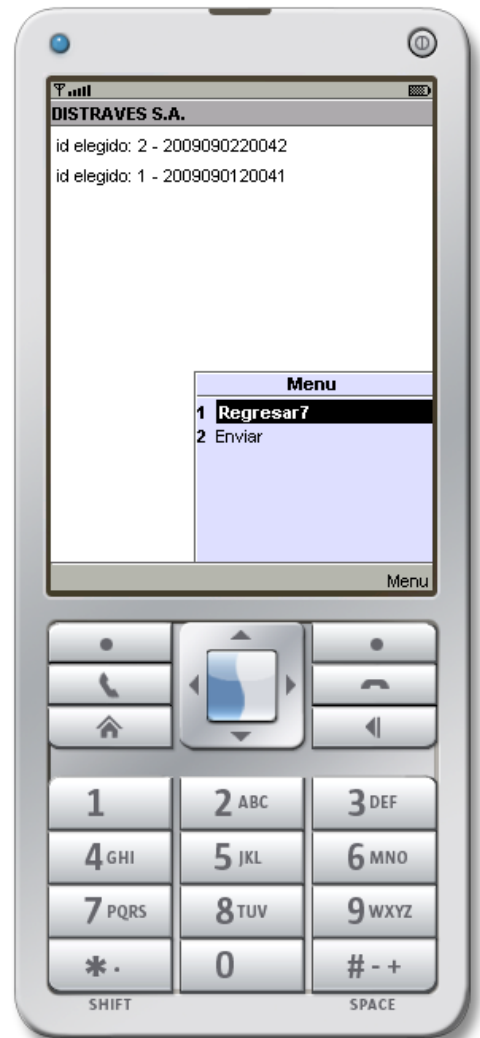 DISTRAVES S.A.
id elegido: 2 - 2009090220042
id elegido: 1 - 2009090120041
Menu
1 Regresar7
2 Enviar
Menu
1 2 ABC 3 DEF
4 GHI 5 JKL 6 MNO
7 PQRS 8 TUV 9 WXYZ
* . 0 # - +
SHIFT SPACE